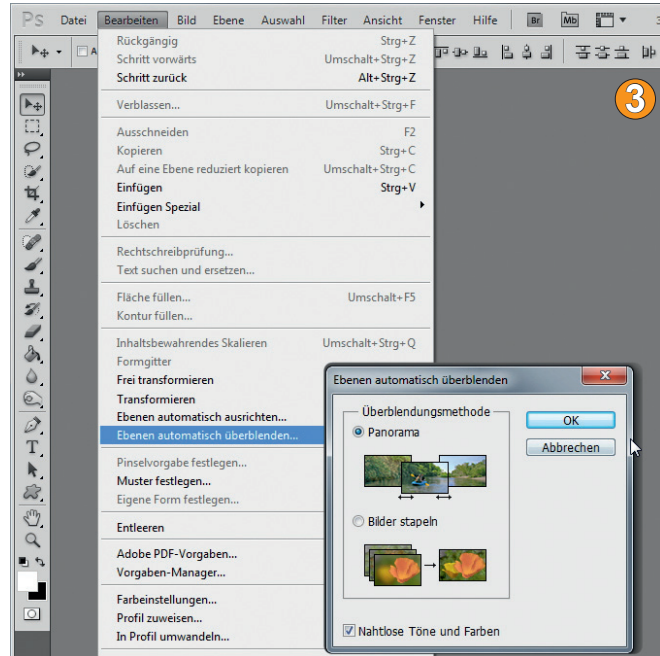 Ps Datei Bearbeiten Bild Ebene Auswahl Filter Ansicht Fenster Hilfe Br Mb
3
Rückgängig Strg+Z
Schritt vorwärts Umschalt+Strg+Z
Schritt zurück Alt+Strg+Z
Verblassen... Umschalt+Strg+F
Ausschneiden F2
Kopieren Strg+C
Auf eine Ebene reduziert kopieren Umschalt+Strg+C
Einfügen Strg+V
Einfügen Spezial
Löschen
Rechtschreibprüfung...
Text suchen und ersetzen...
Fläche füllen... Umschalt+F5
Kontur füllen...
Inhaltsbewahrendes Skalieren Umschalt+Strg+Q
Formgitter
Frei transformieren
Transformieren
Ebenen automatisch ausrichten...
Ebenen automatisch überblenden...
Pinselvorgabe festlegen...
Muster festlegen...
Eigene Form festlegen...
Entleeren
Adobe PDF-Vorgaben...
Vorgaben-Manager...
Farbeinstellungen...
Profil zuweisen...
In Profil umwandeln...
Ebenen automatisch überblenden
Überblendungsmethode
Panorama
Bilder stapeln
Nahtlose Töne und Farben
OK
Abbrechen